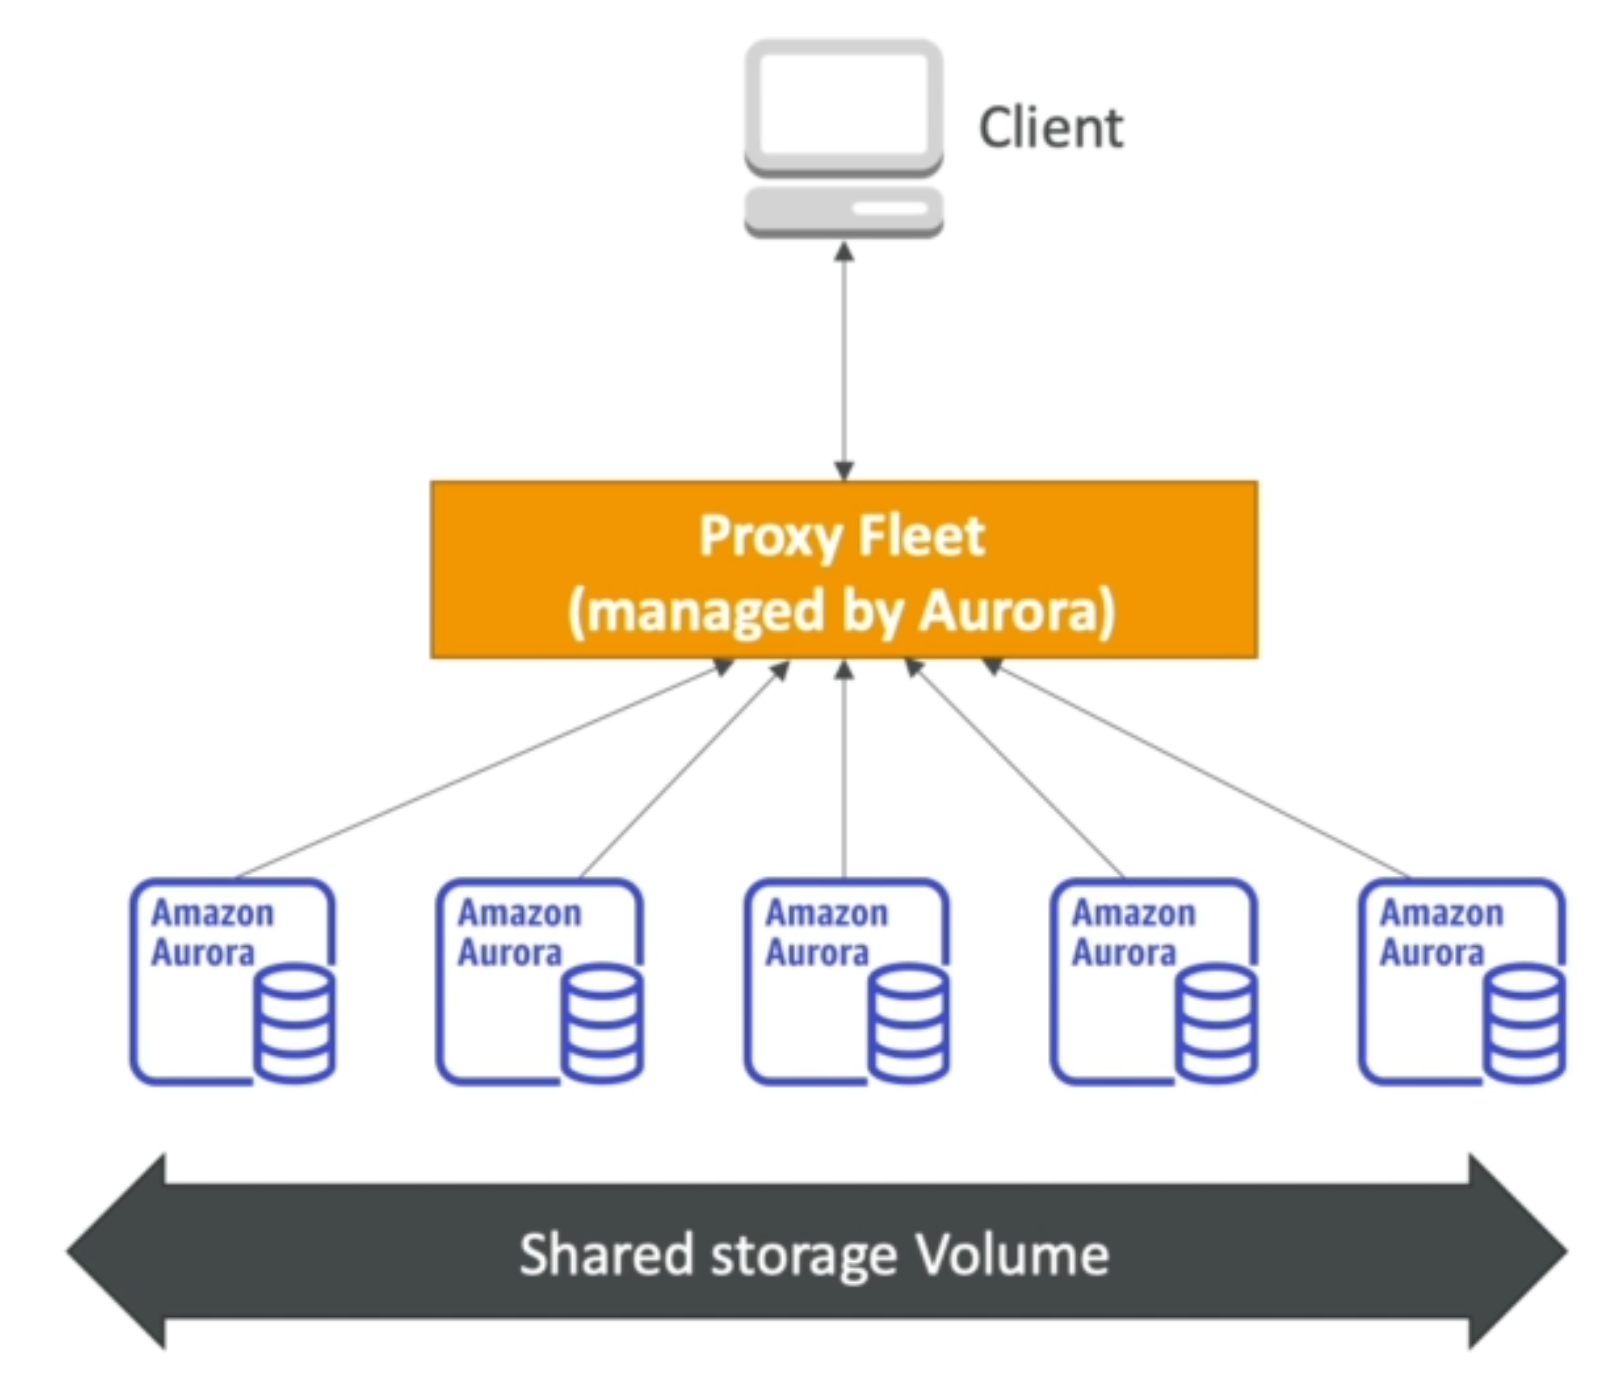 Client
Proxy Fleet
(managed by Aurora)
Amazon
Aurora
Amazon
Aurora
Amazon
Aurora
Amazon
Aurora
Amazon
Aurora
Shared storage Volume